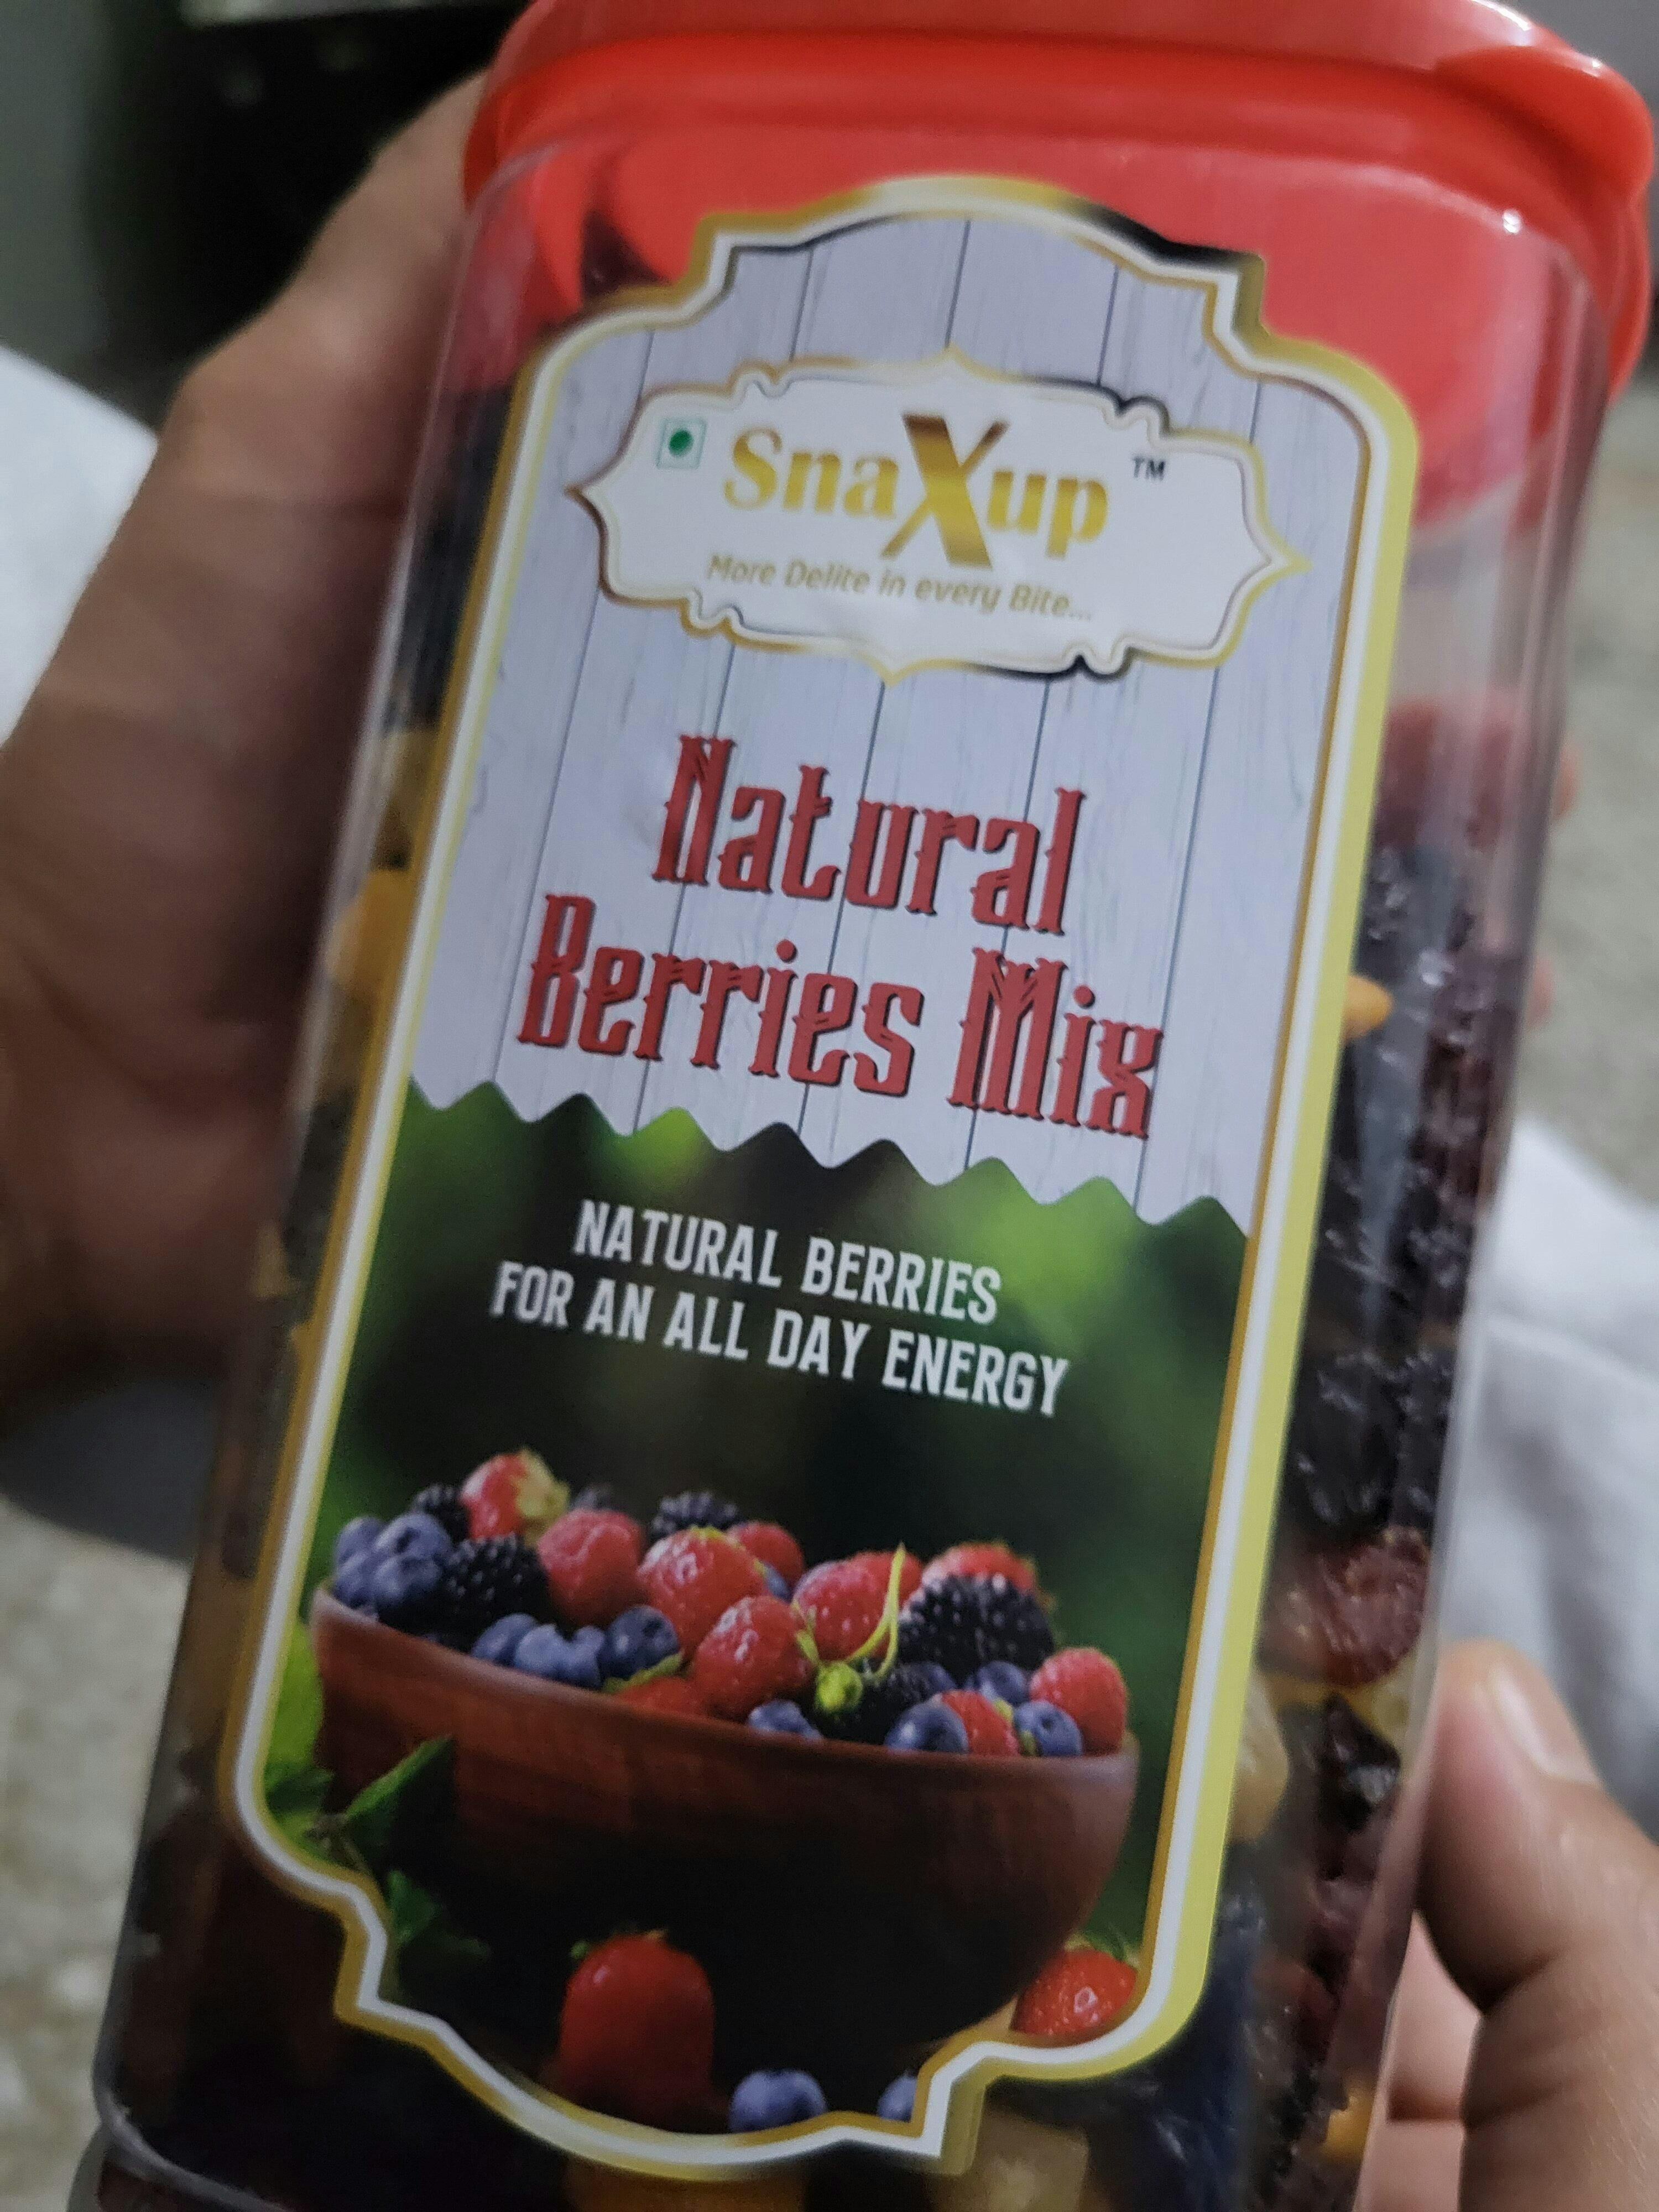 SnaXup ™
More Delite in every Bite...
Natural
Berries Mix
NATURAL BERRIES
FOR AN ALL DAY ENERGY